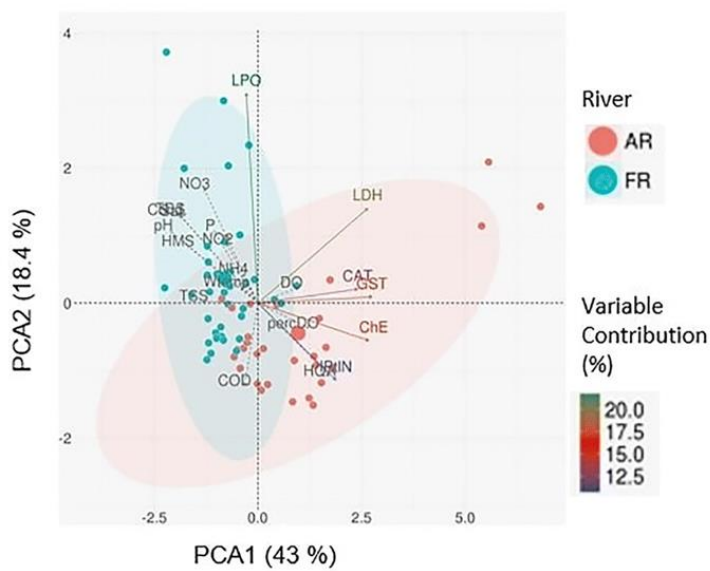 4
LPO
2
NO3
LDH
pH
P
HMS
NO2
NH4
DO
CAT
GST
TSS
0
percDO
ChE
COD
-2
-2.5
0.0
2.5
5.0
PCA1 (43 %)
PCA2 (18.4 %)
River
AR
FR
Variable
Contribution
(%)
20.0
17.5
15.0
12.5